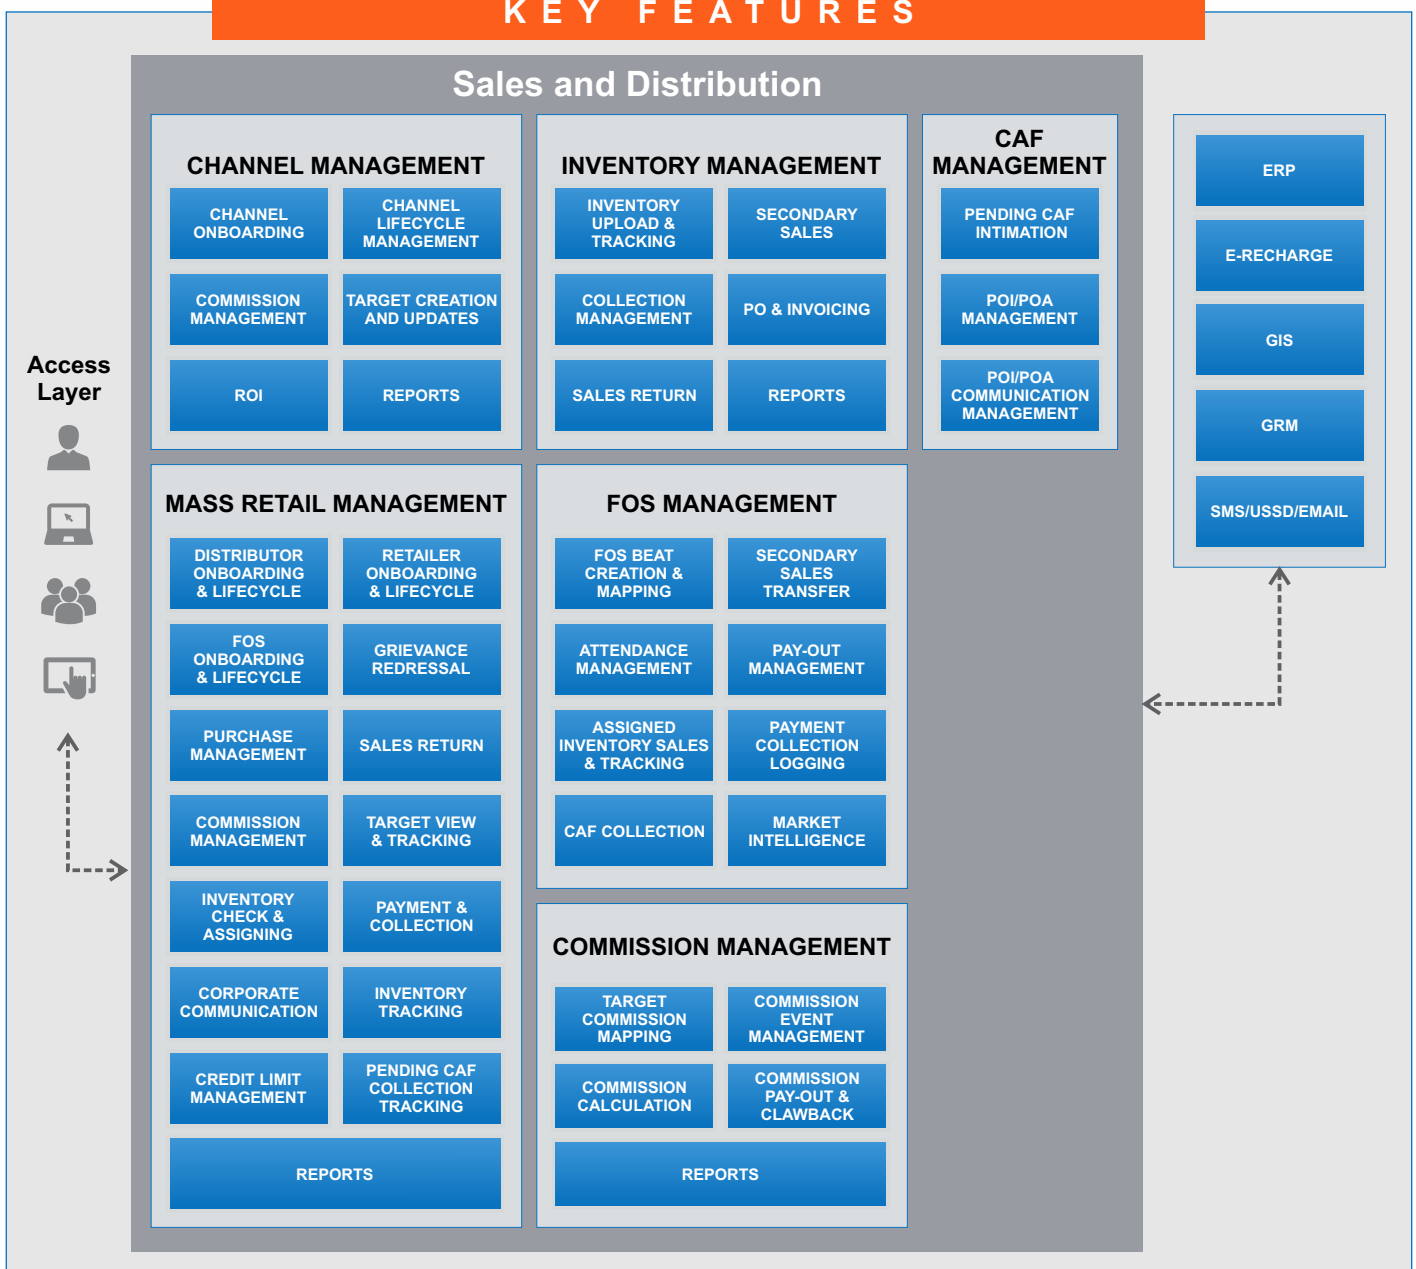 KEY FEATURES
Sales and Distribution
CHANNEL MANAGEMENT
CHANNEL
ONBOARDING
CHANNEL
LIFECYCLE
MANAGEMENT
COMMISSION
MANAGEMENT
TARGET CREATION
AND UPDATES
ROI
REPORTS
INVENTORY MANAGEMENT
INVENTORY
UPLOAD &
TRACKING
SECONDARY
SALES
COLLECTION
MANAGEMENT
PO & INVOICING
SALES RETURN
REPORTS
CAF
MANAGEMENT
PENDING CAF
INTIMATION
POI/POA
MANAGEMENT
POI/POA
COMMUNICATION
MANAGEMENT
ERP
E-RECHARGE
GIS
GRM
SMS/USSD/EMAIL
Access
Layer
MASS RETAIL MANAGEMENT
DISTRIBUTOR
ONBOARDING
& LIFECYCLE
RETAILER
ONBOARDING
& LIFECYCLE
FOS
ONBOARDING
& LIFECYCLE
GRIEVANCE
REDRESSAL
PURCHASE
MANAGEMENT
SALES RETURN
COMMISSION
MANAGEMENT
TARGET VIEW
& TRACKING
INVENTORY
CHECK &
ASSIGNING
PAYMENT &
COLLECTION
CORPORATE
COMMUNICATION
INVENTORY
TRACKING
CREDIT LIMIT
MANAGEMENT
PENDING CAF
COLLECTION
TRACKING
REPORTS
FOS MANAGEMENT
FOS BEAT
CREATION &
MAPPING
SECONDARY
SALES
TRANSFER
ATTENDANCE
MANAGEMENT
PAY-OUT
MANAGEMENT
ASSIGNED
INVENTORY SALES
& TRACKING
PAYMENT
COLLECTION
LOGGING
CAF COLLECTION
MARKET
INTELLIGENCE
COMMISSION MANAGEMENT
TARGET
COMMISSION
MAPPING
COMMISSION
EVENT
MANAGEMENT
COMMISSION
CALCULATION
COMMISSION
PAY-OUT &
CLAWBACK
REPORTS